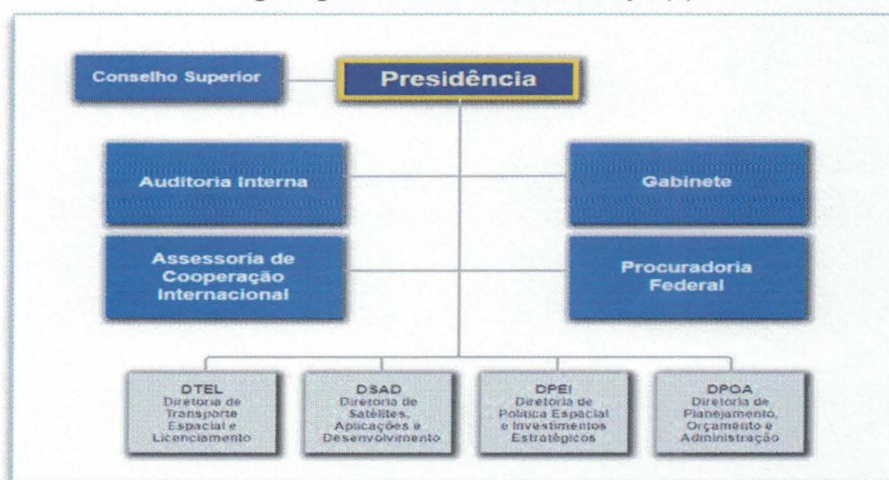 Conselho Superior
Presidência
Auditoria Interna
Gabinete
Assessoria de
Cooperação
Internacional
Procuradoria
Federal
DTEL
Diretoria de
Transporte
Espacial e
Licenciamento
DSAD
Diretoria de
Satélites,
Aplicações e
Desenvolvimento
DPEI
Diretoria de
Política Espacial
e Investimentos
Estratégicos
DPOA
Diretoria de
Planejamento,
Orçamento e
Administração